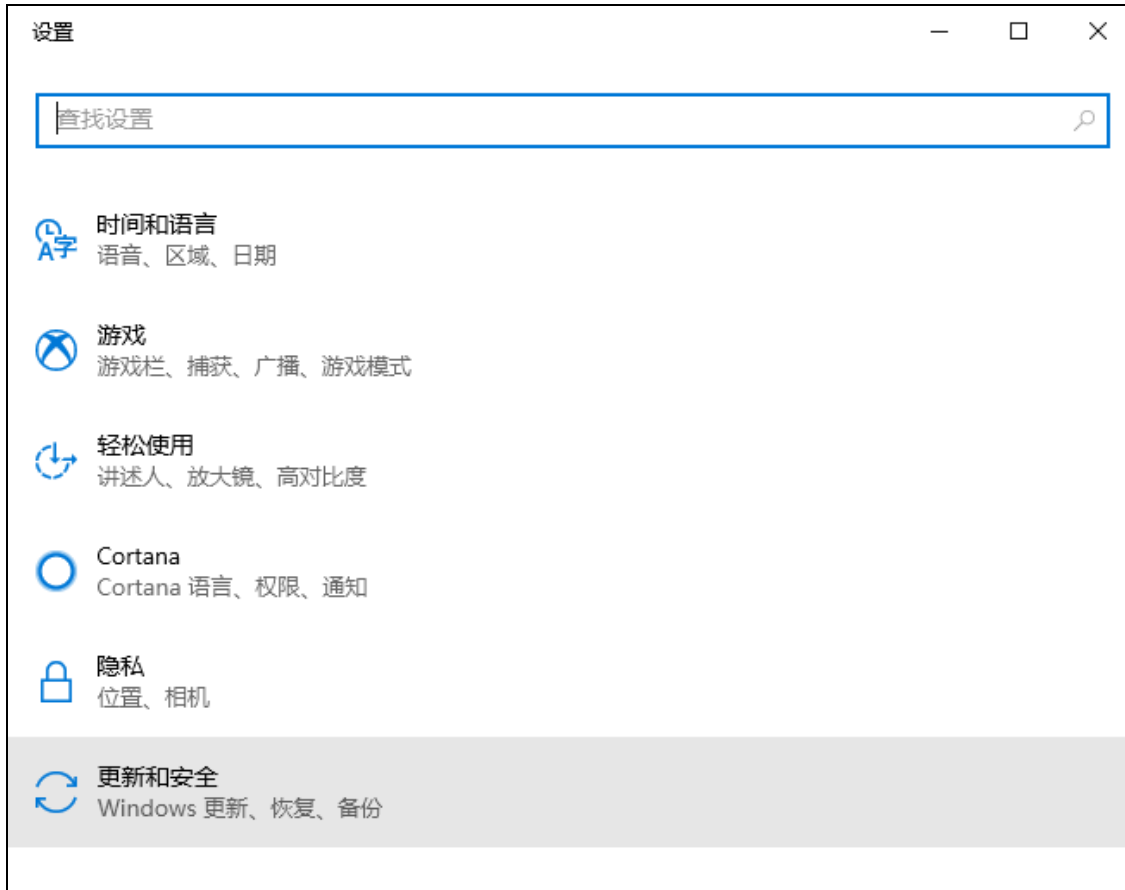 设置
查找设置
时间和语言
语音、区域、日期
游戏
游戏栏、捕获、广播、游戏模式
轻松使用
讲述人、放大镜、高对比度
Cortana
Cortana 语言、权限、通知
隐私
位置、相机
更新和安全
Windows 更新、恢复、备份